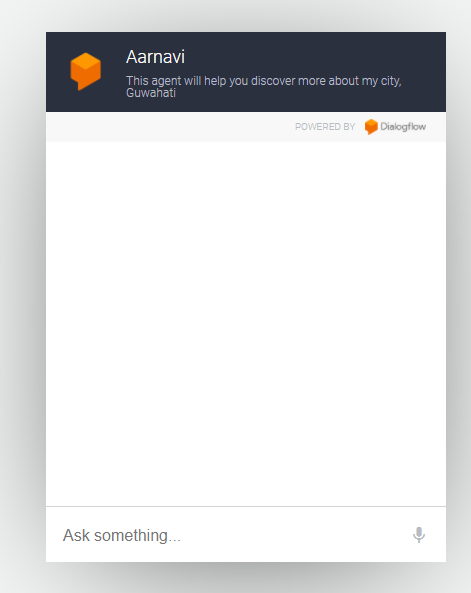 Aarnavi
This agent will help you discover more about my city,
Guwahati
POWERED BY Dialogflow
Ask something...